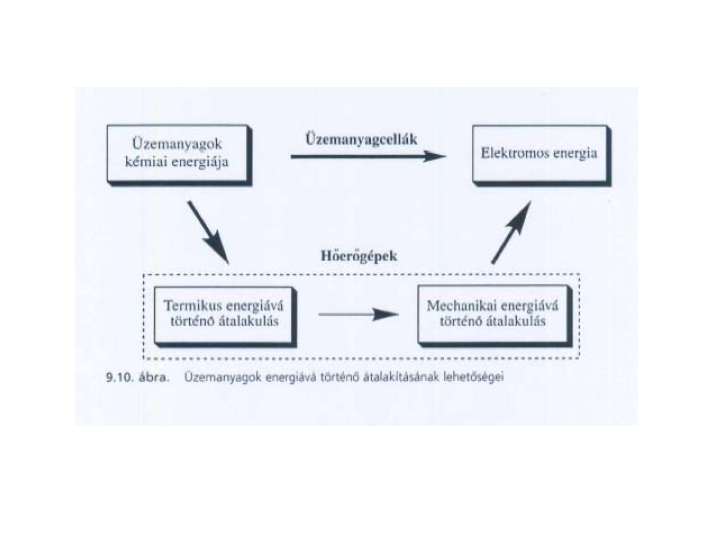 Üzemanyagok
kémiai energiája
Üzemanyagcellák
Elektromos energia
Hőerőgépek
Termikus energiává
történő átalakulás
Mechanikai energiává
történő átalakulás
9.10. ábra. Üzemanyagok energiává történő átalakításának lehetőségei